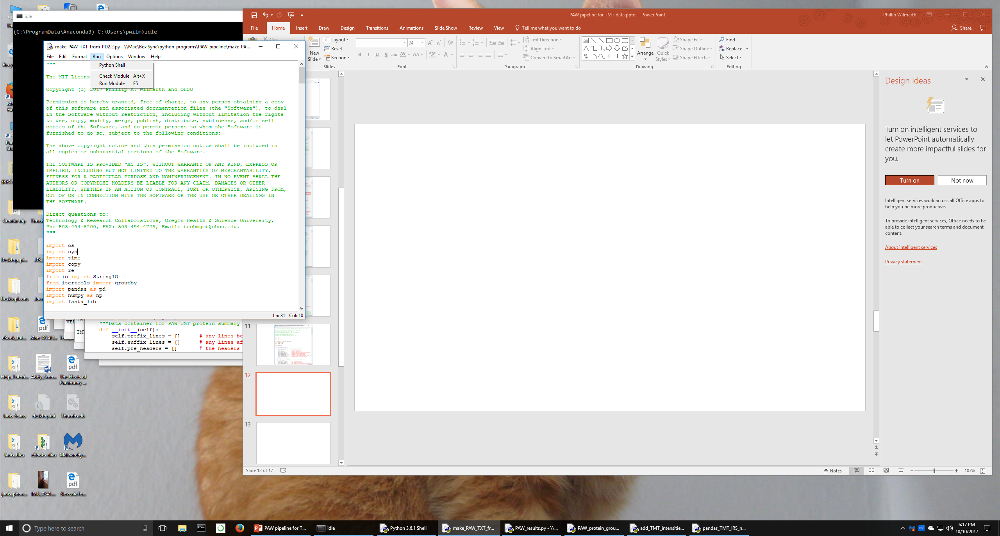 idle
(C:\ProgramData\Anaconda3) C:\Users\pwilm>idle
make_PAW_TXT_from_PD2.2.py - \\Mac\Box Sync\python_programs\PAW_pipeline\make_PA...
File Edit Format Run Options Window Help
Python Shell
Check Module Alt+X
Run Module F5
"""
The MIT Licens
Copyright (c) 2017 Phillip A. Wilmarth and OHSU
Permission is hereby granted, free of charge, to any person obtaining a copy
of this software and associated documentation files (the "Software"), to deal
in the Software without restriction, including without limitation the rights
to use, copy, modify, merge, publish, distribute, sublicense, and/or sell
copies of the Software, and to permit persons to whom the Software is
furnished to do so, subject to the following conditions:
The above copyright notice and this permission notice shall be included in
all copies or substantial portions of the Software.
THE SOFTWARE IS PROVIDED "AS IS", WITHOUT WARRANTY OF ANY KIND, EXPRESS OR
IMPLIED, INCLUDING BUT NOT LIMITED TO THE WARRANTIES OF MERCHANTABILITY,
FITNESS FOR A PARTICULAR PURPOSE AND NONINFRINGEMENT. IN NO EVENT SHALL THE
AUTHORS OR COPYRIGHT HOLDERS BE LIABLE FOR ANY CLAIM, DAMAGES OR OTHER
LIABILITY, WHETHER IN AN ACTION OF CONTRACT, TORT OR OTHERWISE, ARISING FROM,
OUT OF OR IN CONNECTION WITH THE SOFTWARE OR THE USE OR OTHER DEALINGS IN
THE SOFTWARE.
Direct questions to:
Technology & Research Collaborations, Oregon Health & Science University,
Ph: 503-494-8200, FAX: 503-494-4729, Email: techmgmt@ohsu.edu.
"""
import os
import sys
import time
import copy
import re
from io import StringIO
from itertools import groupby
import pandas as pd
import numpy as np
import fasta_lib
Ln: 31 Col: 10
"""Data container for PAW TMT protein summary
def __init__(self):
self.prefix_lines = [] # any lines be
self.suffix_lines = [] # any lines af
self.pre_headers = [] # the headers
PAW pipeline for TMT data.pptx - PowerPoint
Phillip Wilmarth
File Home Insert Draw Design Transitions Animations Slide Show Review View Tell me what you want to do
Share
Cut
New
Slide
Layout
Reset
Section
Slides
24
B I U S abc AV Aa A
Font
Text Direction
Align Text
Convert to SmartArt
Paragraph
Arrange
Quick
Styles
Shape Fill
Shape Outline
Shape Effects
Drawing
Find
Replace
Select
Editing
11
12
13
Design Ideas
Turn on intelligent services to
let PowerPoint automatically
create more impactful slides for
you.
Turn on Not now
Intelligent services work across all Office apps to
help you be more productive.
To provide intelligent services, Office needs to be
able to collect your search terms and document
content.
About intelligent services
Privacy statement
Slide 12 of 17
Notes
103%
Croatia trip
Desktop_pi...
DesktopIcons
eBook_tut...
Man-XCALI...
Help_Tutori...
Addy_Smo...
The Efects of
Parsimony ...
Janis Scans
desktop.ini
Thumbs.db
Janis_files
eBooks alias
Malwareby...
janis_phon...
IMG_0541....
SloveniaTo...
Type here to search
PAW pipeline for T...
idle
Python 3.6.1 Shell
make_PAW_TXT_fr...
PAW_results.py - \\...
PAW_protein_grou...
add_TMT_intensitie...
pandas_TMT_IRS_n...
6:17 PM
10/10/2017